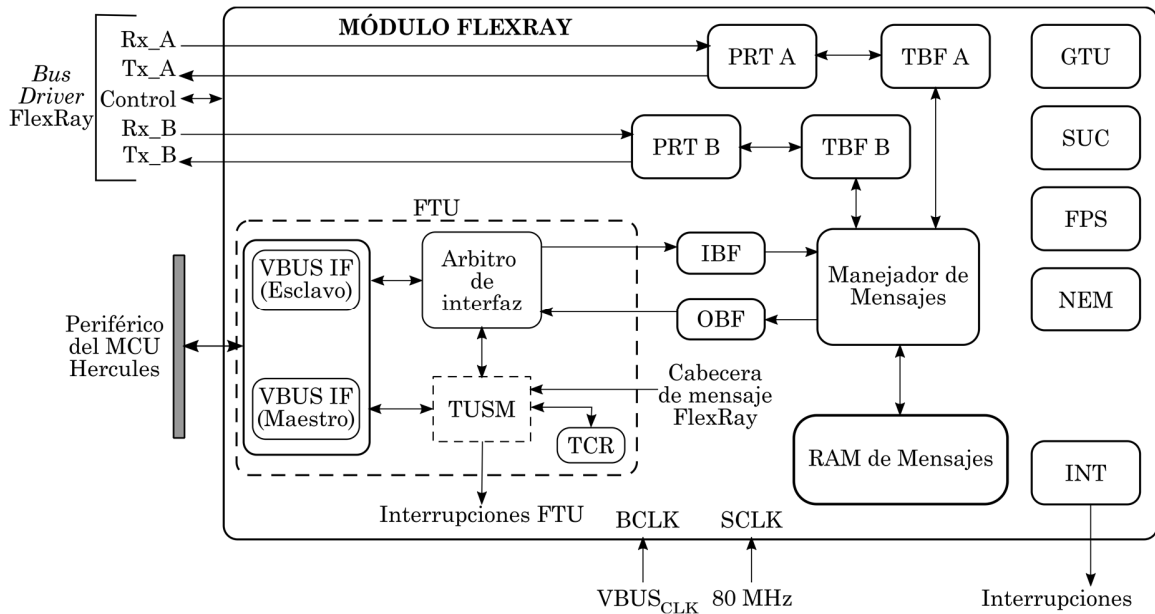 MÓDULO FLEXRAY
Bus
Driver
FlexRay
Rx_A
Tx_A
Control
Rx_B
Tx_B
PRT A
TBF A
PRT B
TBF B
GTU
SUC
FPS
NEM
INT
FTU
VBUS IF
(Esclavo)
Arbitro
de
interfaz
IBF
OBF
Manejador de
Mensajes
Periférico
del MCU
Hercules
VBUS IF
(Maestro)
TUSM
TCR
Cabecera
de mensaje
FlexRay
RAM de Mensajes
Interrupciones FTU
BCLK
SCLK
VBUS_CLK
80 MHz
Interrupciones